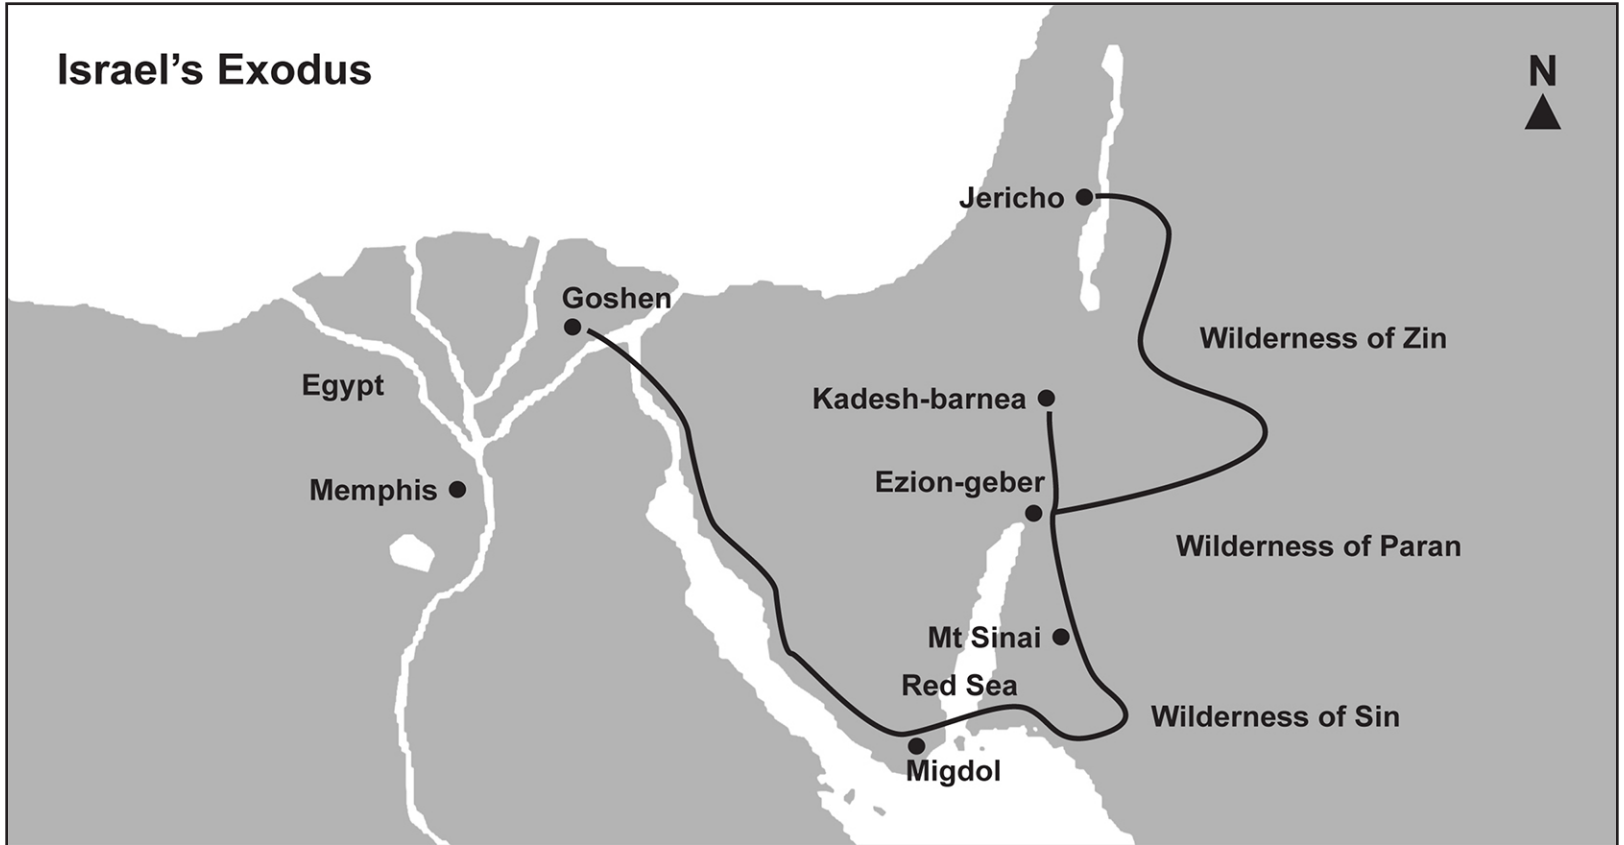 Israel’s Exodus
N
Jericho
Goshen
Wilderness of Zin
Egypt
Kadesh-barnea
Ezion-geber
Memphis
Wilderness of Paran
Mt Sinai
Red Sea
Wilderness of Sin
Migdol